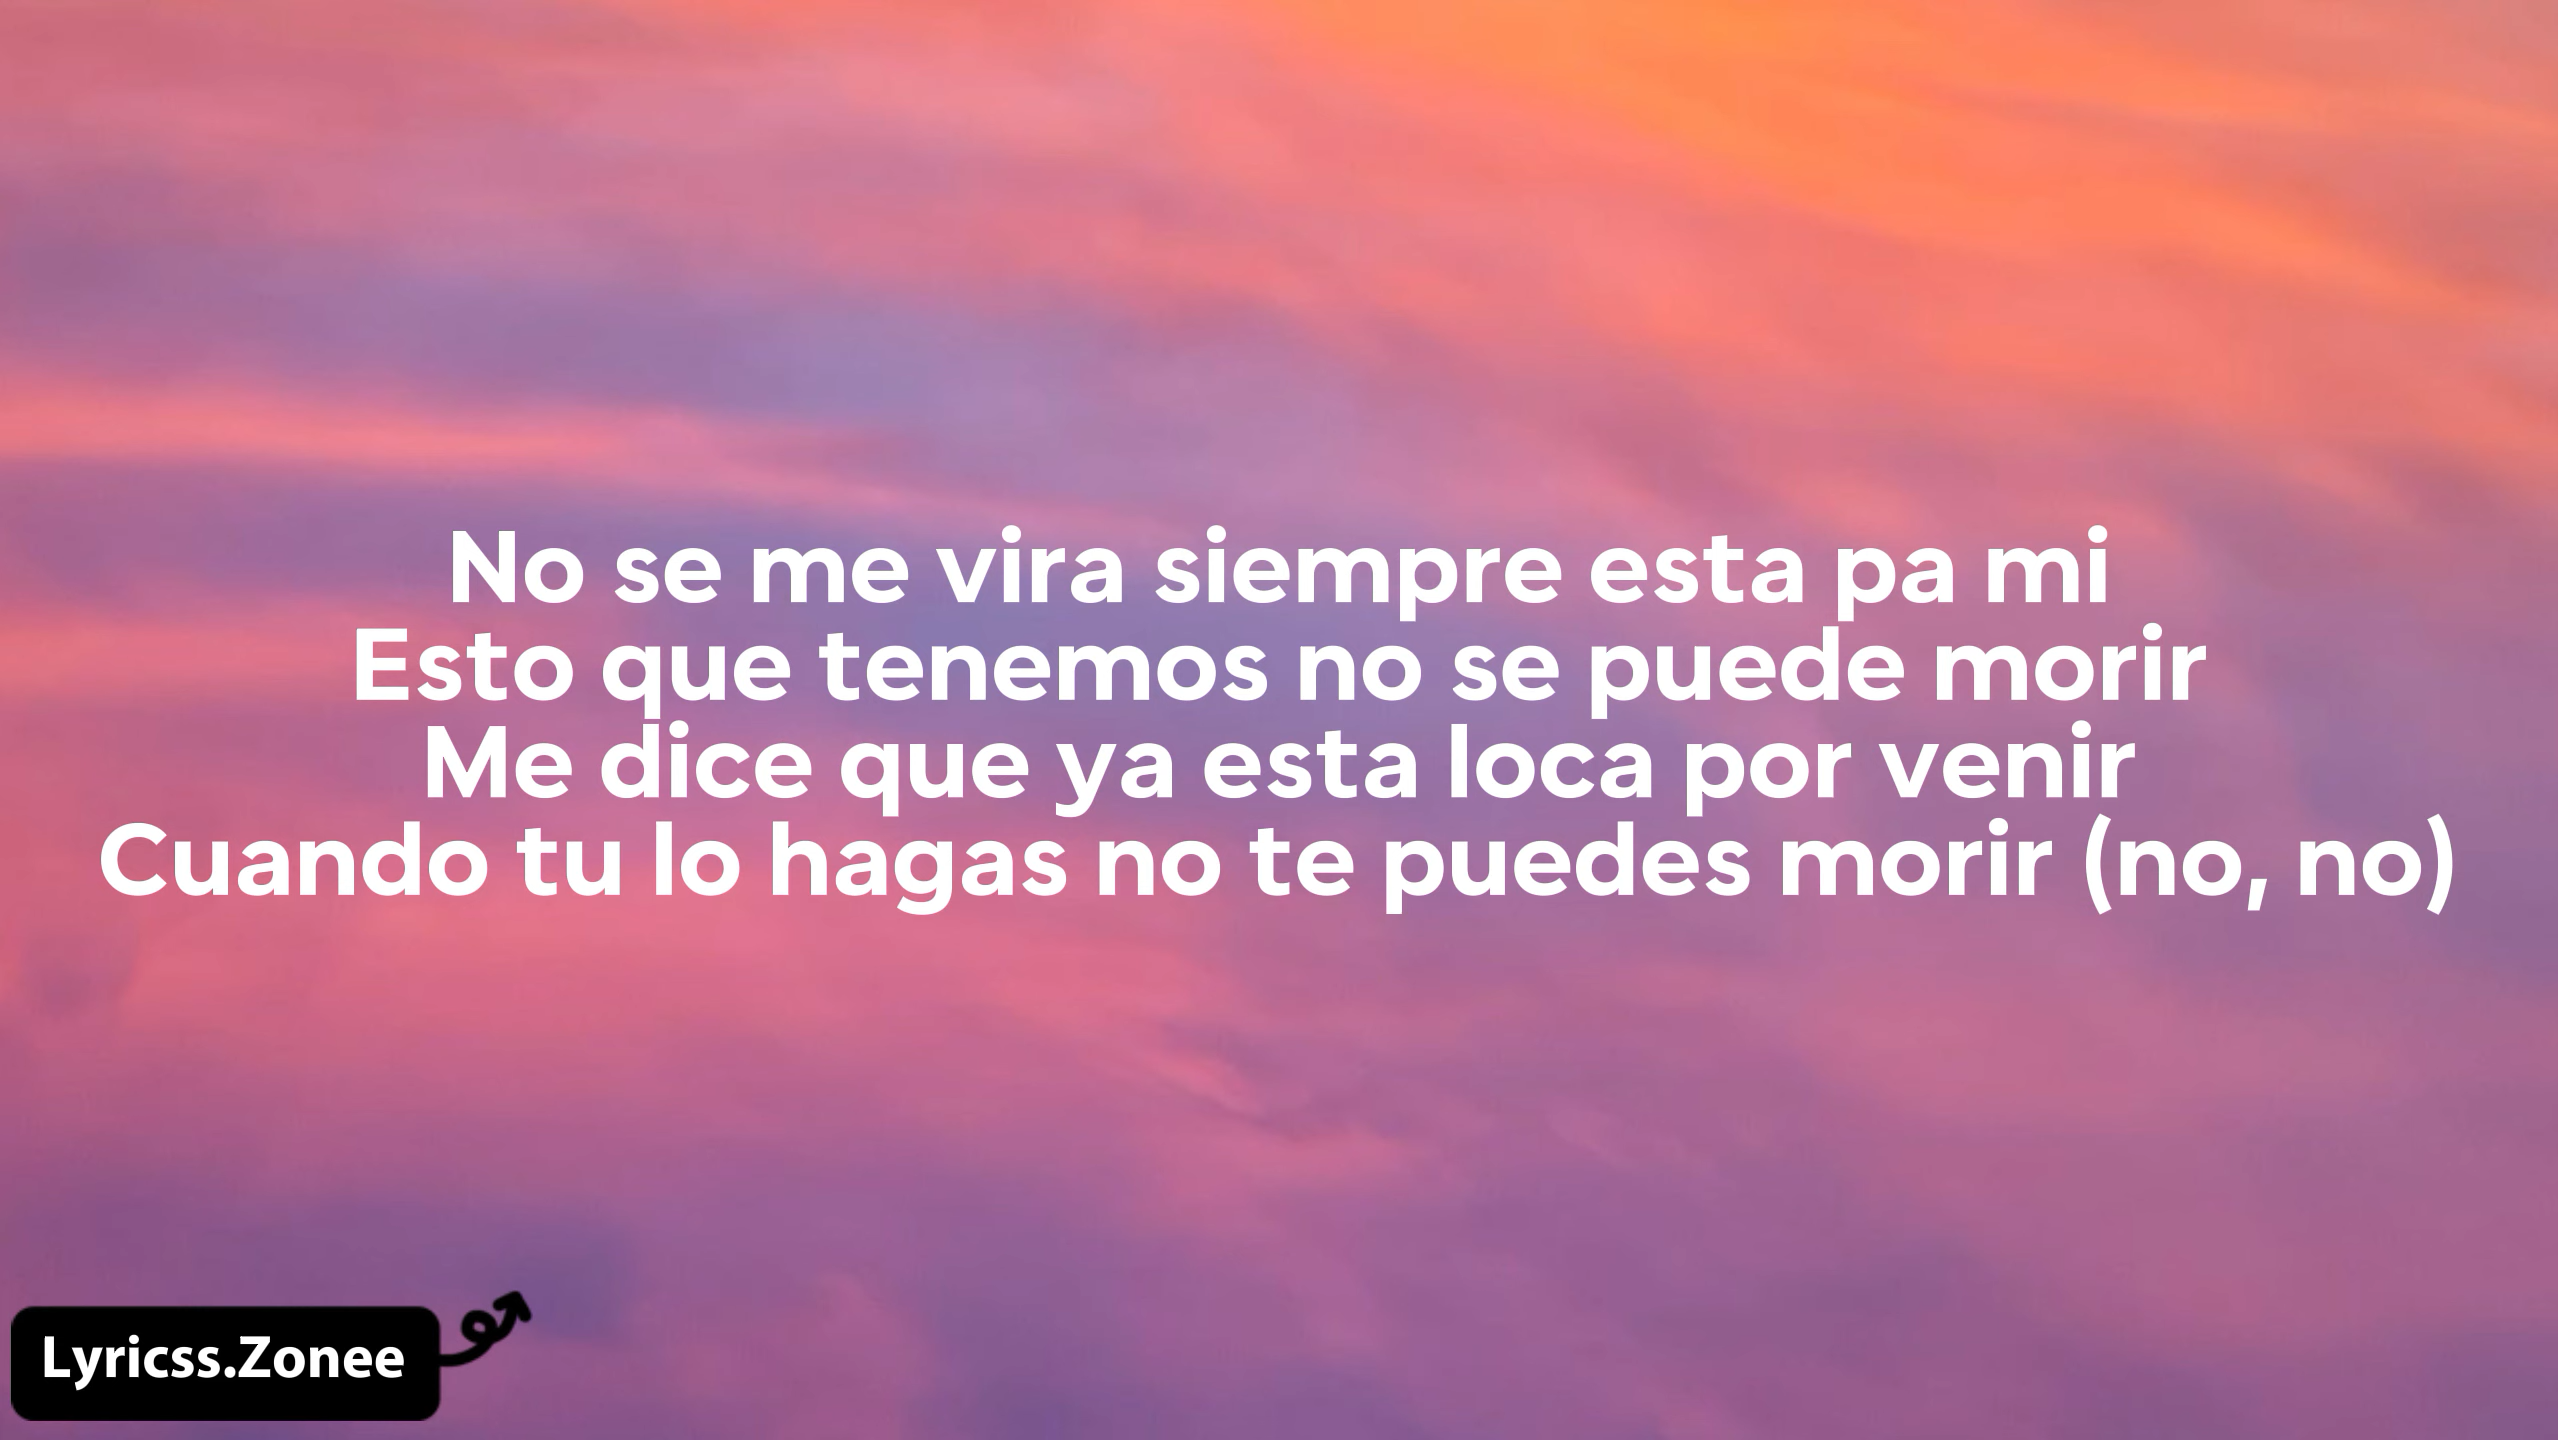 No se me vira siempre esta pa mi
Esto que tenemos no se puede morir
Me dice que ya esta loca por venir
Cuando tu lo hagas no te puedes morir (no, no)
Lyricss.Zonee